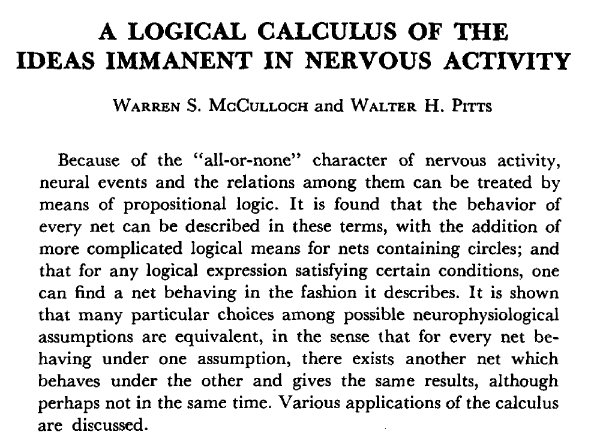 A LOGICAL CALCULUS OF THE
IDEAS IMMANENT IN NERVOUS ACTIVITY
WARREN S. MCCULLOCH and WALTER H. PITTS
Because of the “all-or-none” character of nervous activity,
neural events and the relations among them can be treated by
means of propositional logic. It is found that the behavior of
every net can be described in these terms, with the addition of
more complicated logical means for nets containing circles; and
that for any logical expression satisfying certain conditions, one
can find a net behaving in the fashion it describes. It is shown
that many particular choices among possible neurophysiological
assumptions are equivalent, in the sense that for every net be-
having under one assumption, there exists another net which
behaves under the other and gives the same results, although
perhaps not in the same time. Various applications of the calculus
are discussed.